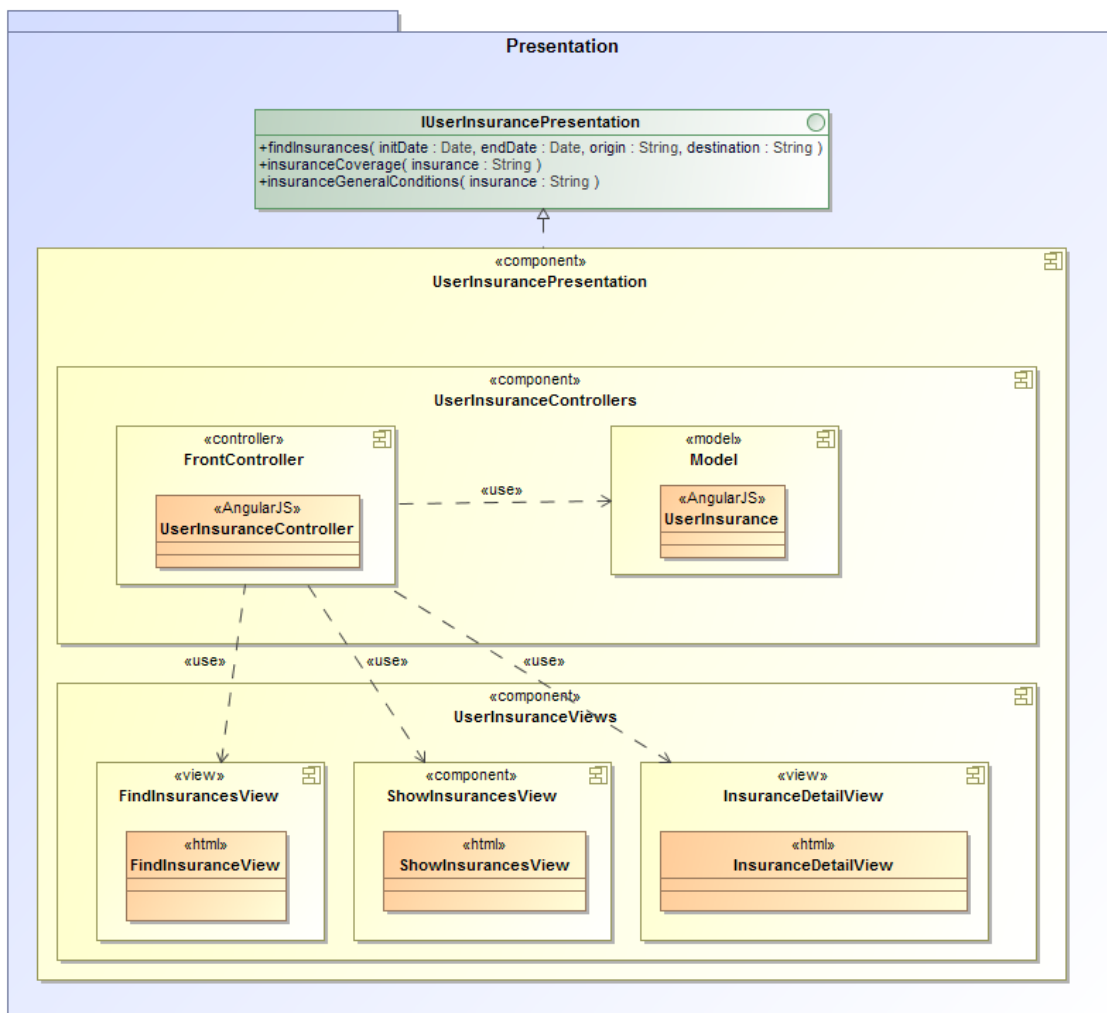 Presentation
IUserInsurancePresentation
+findInsurances( initDate : Date, endDate : Date, origin : String, destination : String )
+insuranceCoverage( insurance : String )
+insuranceGeneralConditions( insurance : String )
«component»
UserInsurancePresentation
«component»
UserInsuranceControllers
«controller»
FrontController
«AngularJS»
UserInsuranceController
«use»
«model»
Model
«AngularJS»
UserInsurance
«use»
«use»
«use»
«component»
UserInsuranceViews
«view»
FindInsurancesView
«html»
FindInsuranceView
«component»
ShowInsurancesView
«html»
ShowInsurancesView
«view»
InsuranceDetailView
«html»
InsuranceDetailView